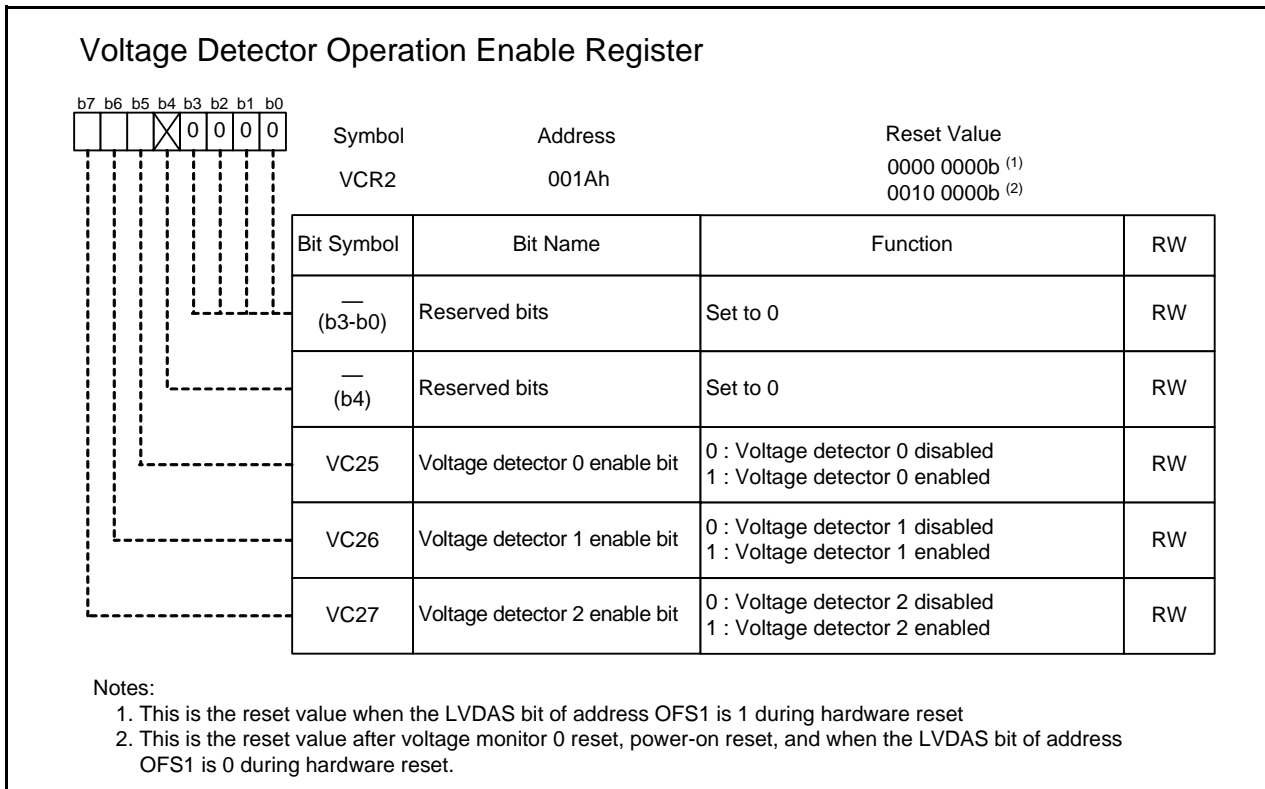 Voltage Detector Operation Enable Register
b7 b6 b5 b4 b3 b2 b1 b0
0 0 0 0
Symbol Address Reset Value
VCR2 001Ah 0000 0000b (1)
0010 0000b (2)
Bit Symbol Bit Name Function RW
— (b3-b0) Reserved bits Set to 0 RW
— (b4) Reserved bits Set to 0 RW
VC25 Voltage detector 0 enable bit 0 : Voltage detector 0 disabled RW
1 : Voltage detector 0 enabled
VC26 Voltage detector 1 enable bit 0 : Voltage detector 1 disabled RW
1 : Voltage detector 1 enabled
VC27 Voltage detector 2 enable bit 0 : Voltage detector 2 disabled RW
1 : Voltage detector 2 enabled
Notes:
1. This is the reset value when the LVDAS bit of address OFS1 is 1 during hardware reset
2. This is the reset value after voltage monitor 0 reset, power-on reset, and when the LVDAS bit of address
OFS1 is 0 during hardware reset.